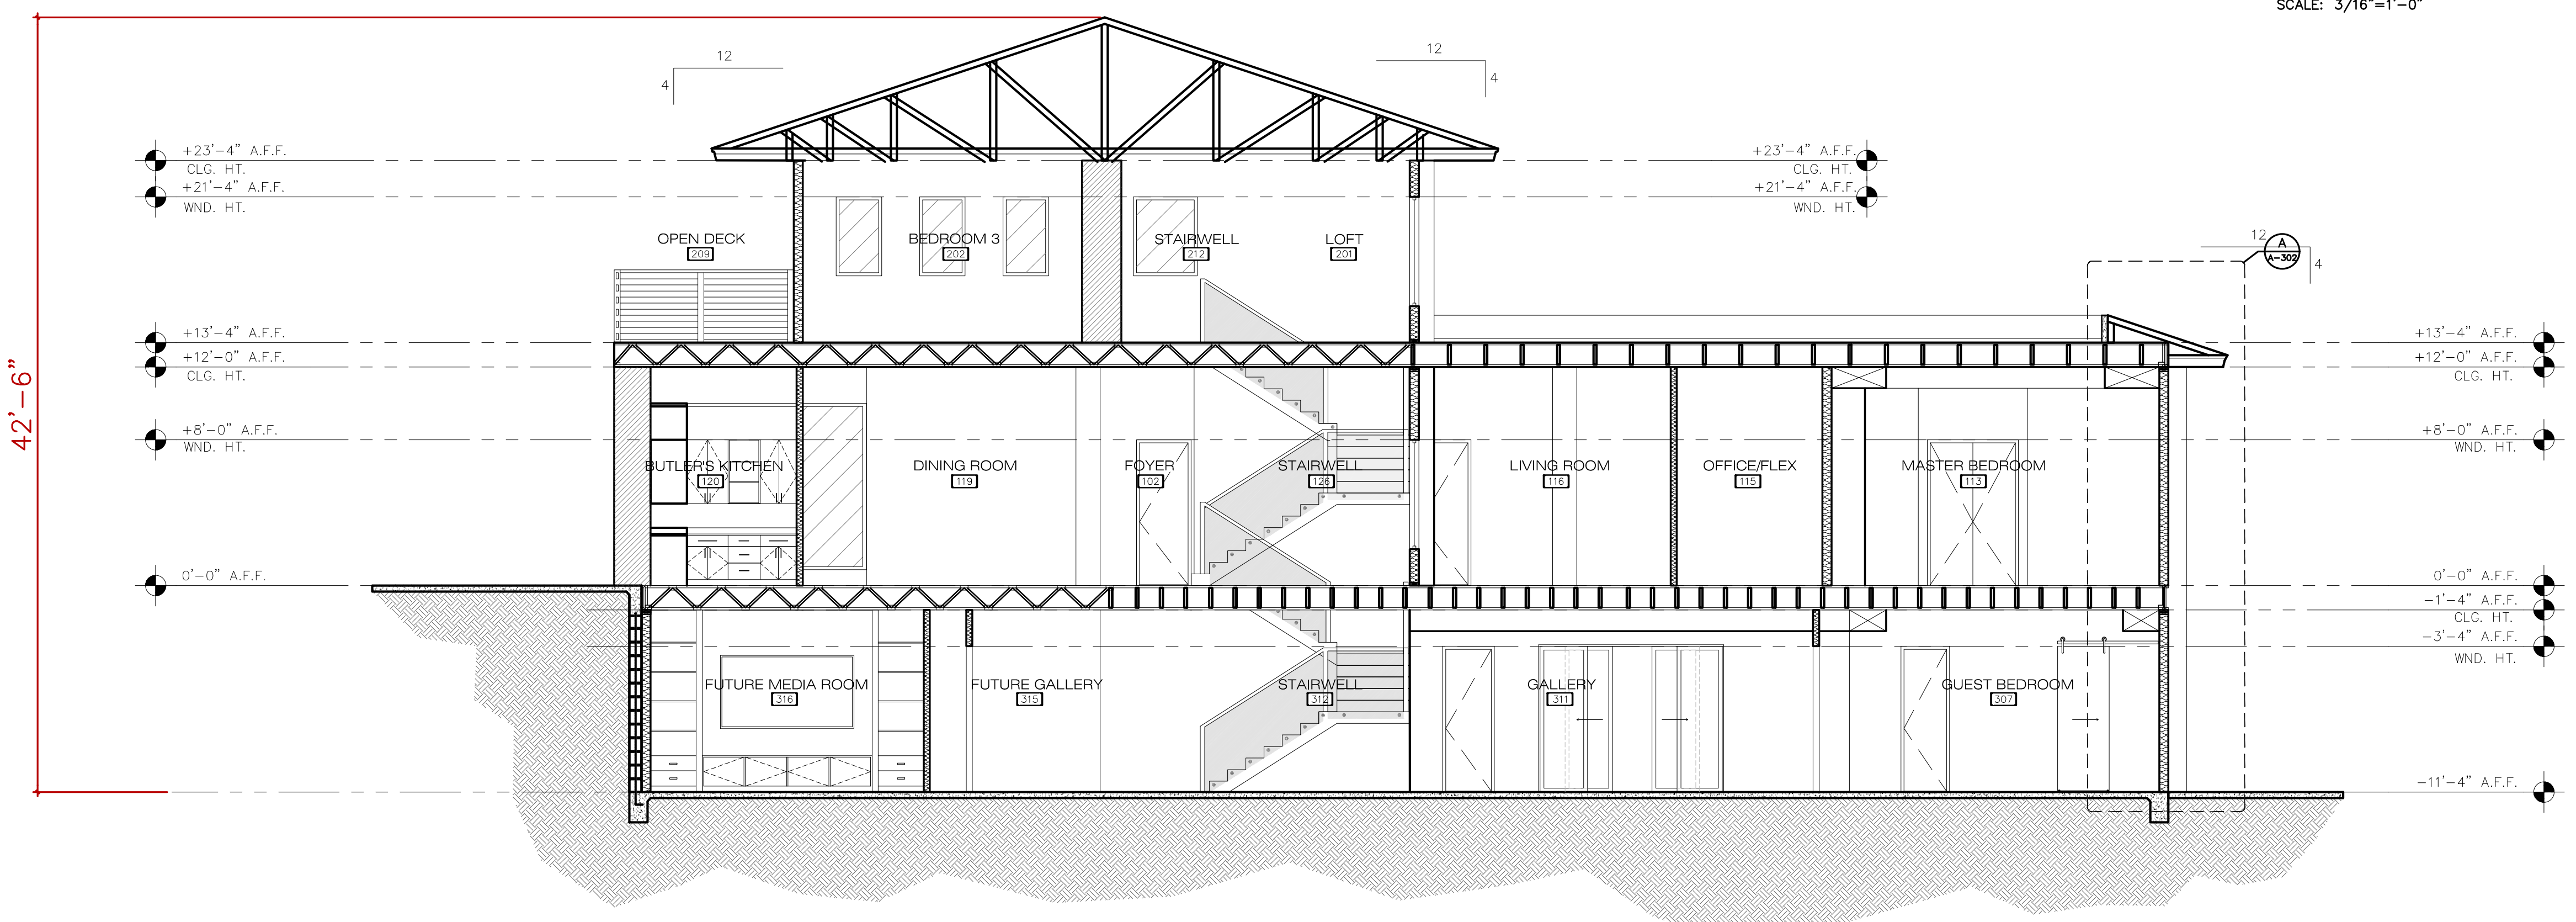 SCALE: 3/16"=1'-0"
12
4
12
4
+23'-4" A.F.F.
CLG. HT.
+21'-4" A.F.F.
WND. HT.
+23'-4" A.F.F.
CLG. HT.
+21'-4" A.F.F.
WND. HT.
OPEN DECK
209
BEDROOM 3
202
STAIRWELL
212
LOFT
201
12
4
A
A-302
+13'-4" A.F.F.
+12'-0" A.F.F.
CLG. HT.
+13'-4" A.F.F.
+12'-0" A.F.F.
CLG. HT.
42'-6"
+8'-0" A.F.F.
WND. HT.
+8'-0" A.F.F.
WND. HT.
BUTLER'S KITCHEN
120
DINING ROOM
119
FOYER
102
STAIRWELL
126
LIVING ROOM
116
OFFICE/FLEX
115
MASTER BEDROOM
113
0'-0" A.F.F.
0'-0" A.F.F.
-1'-4" A.F.F.
CLG. HT.
-3'-4" A.F.F.
WND. HT.
FUTURE MEDIA ROOM
316
FUTURE GALLERY
315
STAIRWELL
312
GALLERY
311
GUEST BEDROOM
307
-11'-4" A.F.F.